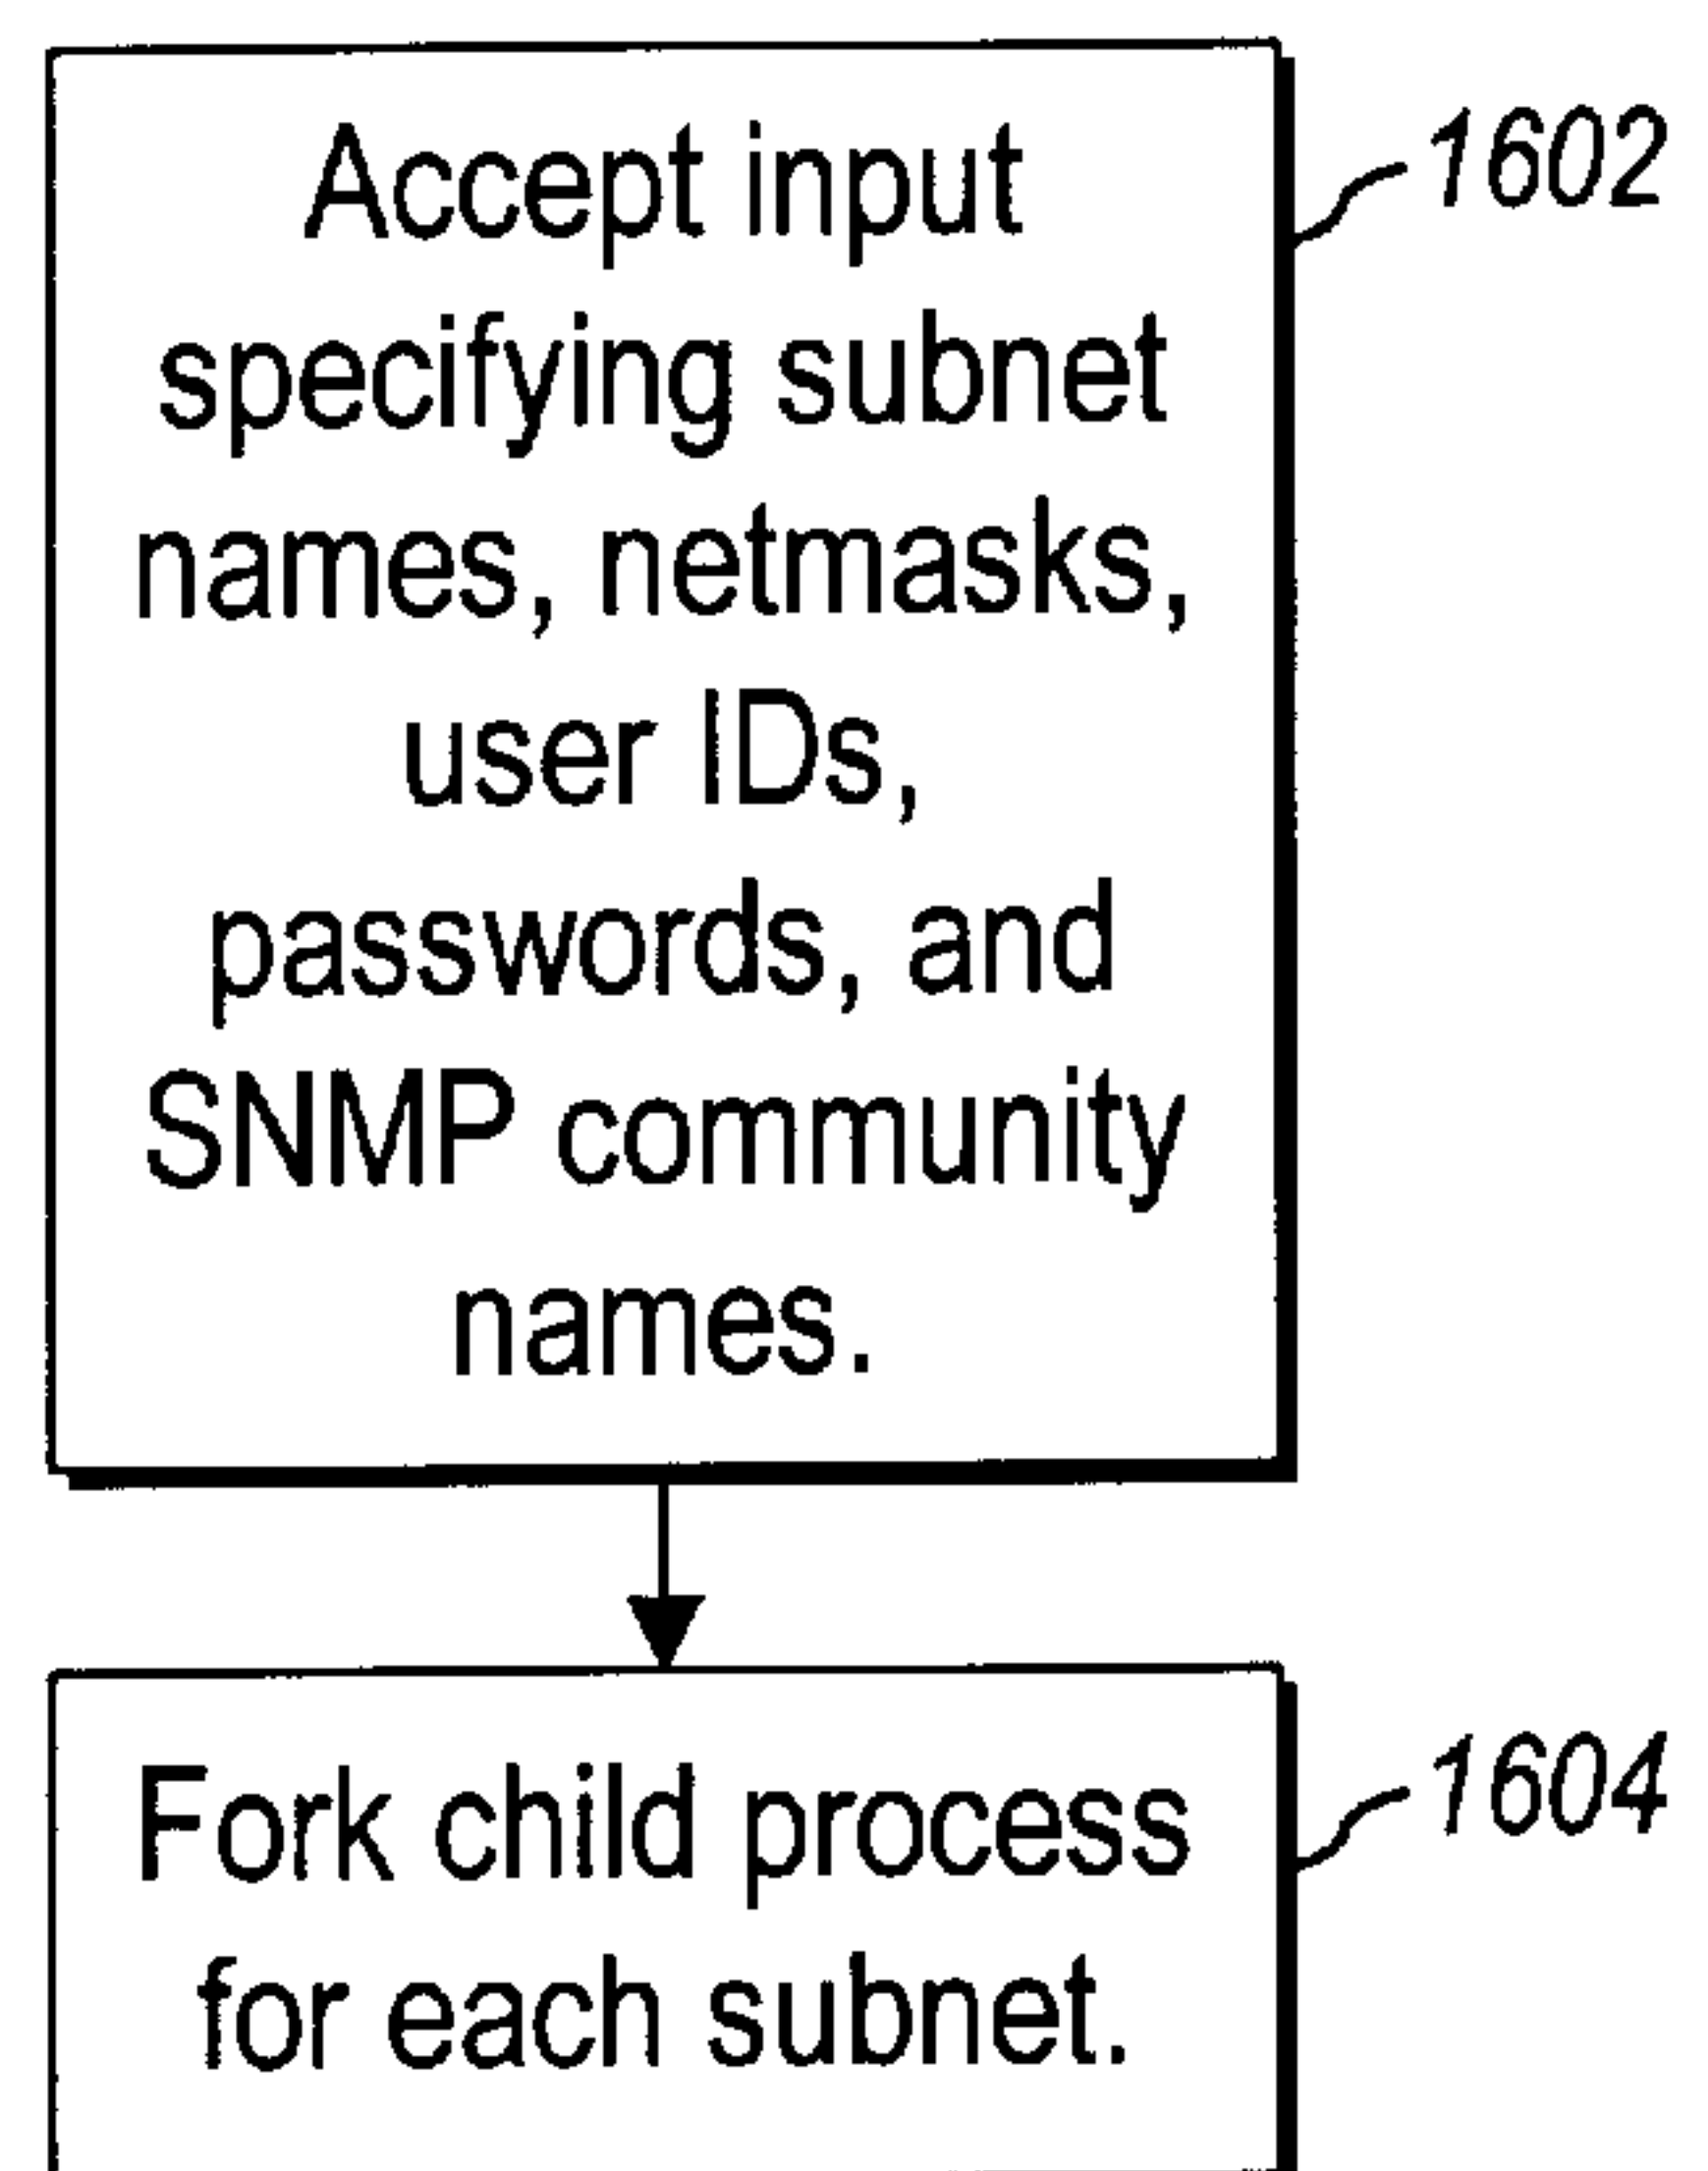 Accept input
specifying subnet
names, netmasks,
user IDs,
passwords, and
SNMP community
names.
1602
Fork child process
for each subnet.
1604